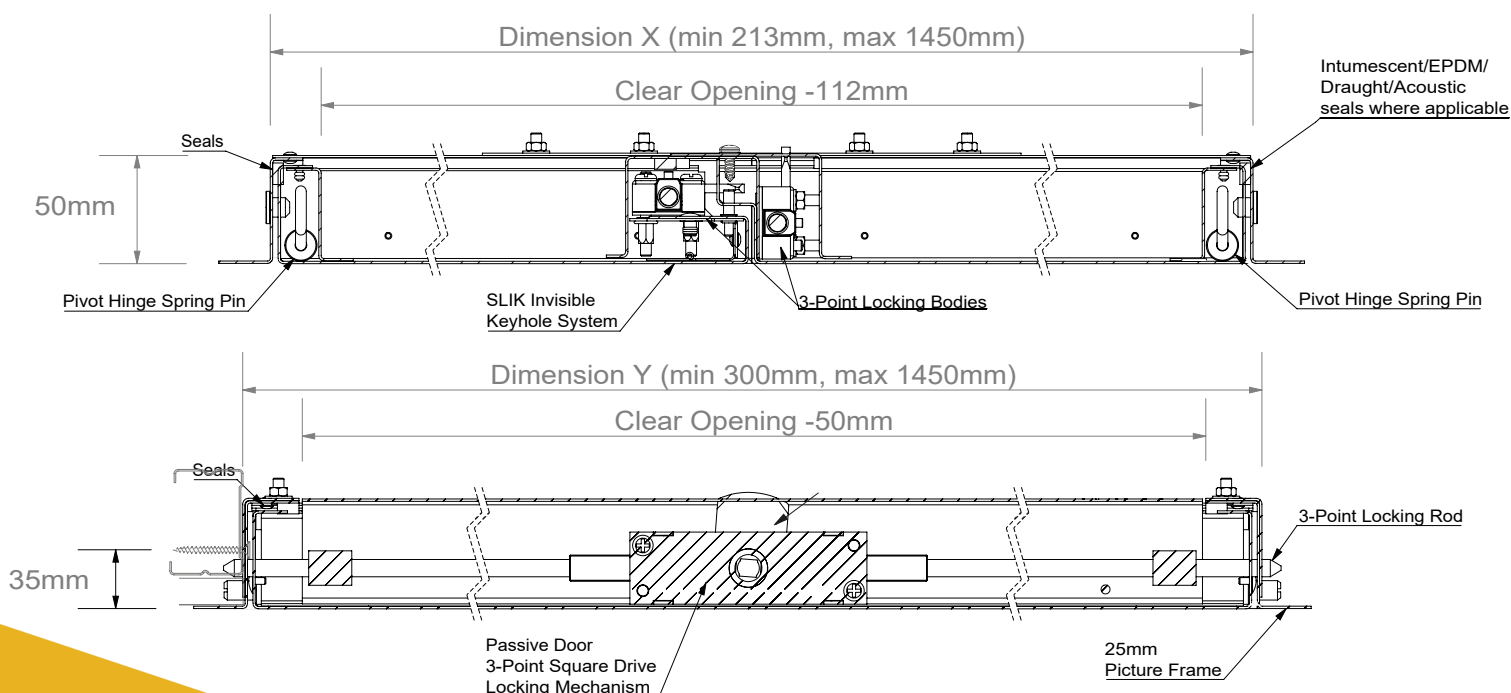 Dimension X (min 213mm, max 1450mm)
Clear Opening -112mm
Intumescent/EPDM/
Draught/Acoustic
seals where applicable
Seals
50mm
Pivot Hinge Spring Pin
SLIK Invisible
Keyhole System
3-Point Locking Bodies
Pivot Hinge Spring Pin
Dimension Y (min 300mm, max 1450mm)
Clear Opening -50mm
Seals
3-Point Locking Rod
35mm
Passive Door
3-Point Square Drive
Locking Mechanism
25mm
Picture Frame